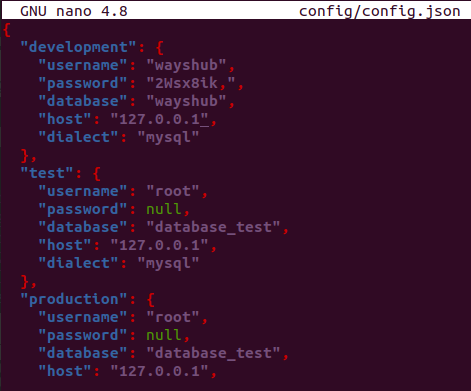 GNU nano 4.8 config/config.json
{
"development": {
"username": "wayshub",
"password": "2Wsx8ik,",
"database": "wayshub",
"host": "127.0.0.1_,
"dialect": "mysql"
},
"test": {
"username": "root",
"password": null,
"database": "database_test",
"host": "127.0.0.1",
"dialect": "mysql"
},
"production": {
"username": "root",
"password": null,
"database": "database_test",
"host": "127.0.0.1",